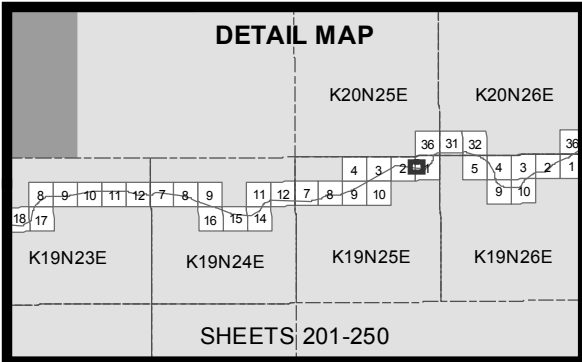 DETAIL MAP
K20N25E K20N26E
36 31 32 36
4 3 2 1 5 4 3 2 1
8 9 10 11 12 7 8 9 11 12 7 8 9 10 9 10
18 17 16 15 14
K19N23E K19N24E K19N25E K19N26E
SHEETS 201-250